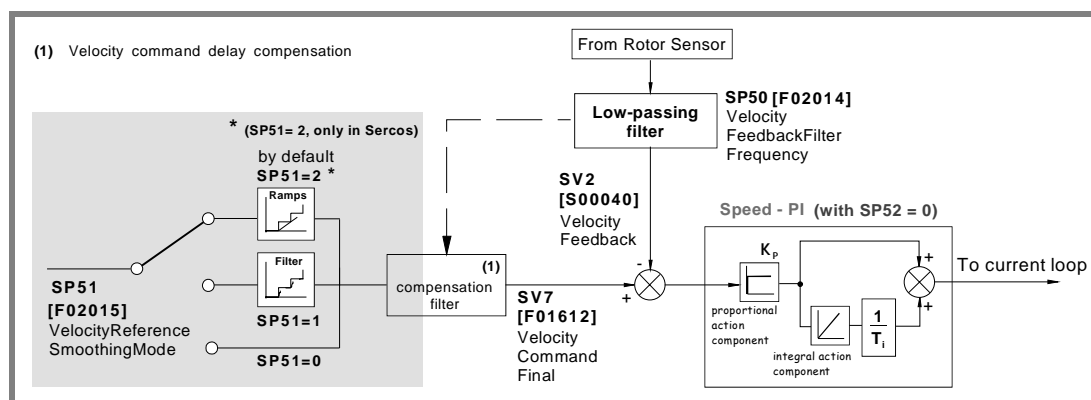 (1) Velocity command delay compensation
From Rotor Sensor
Low-passing
filter
SP50 [F02014]
Velocity
FeedbackFilter
Frequency
* (SP51= 2, only in Sercos)
by default
SP51=2 *
Ramps
SV2
[S00040]
Velocity
Feedback
Speed - PI (with SP52 = 0)
Filter
SP51=1
SP51
[F02015]
VelocityReference
SmoothingMode
SP51=0
(1)
compensation
filter
SV7
[F01612]
Velocity
Command
Final
-
+
KP
proportional
action
component
integral action
component
1
Ti
+
+
To current loop